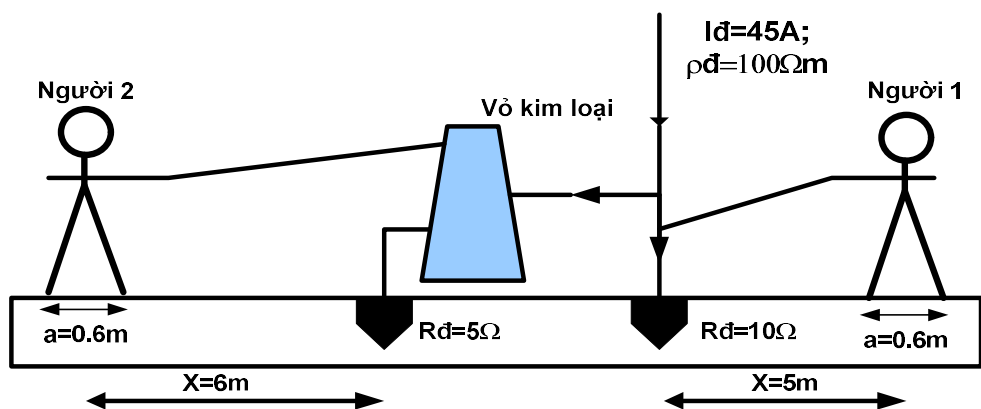 Iđ=45A;
ρđ=100Ωm
Người 2
Vỏ kim loại
Người 1
a=0.6m
Rđ=5Ω
Rđ=10Ω
a=0.6m
X=6m
X=5m